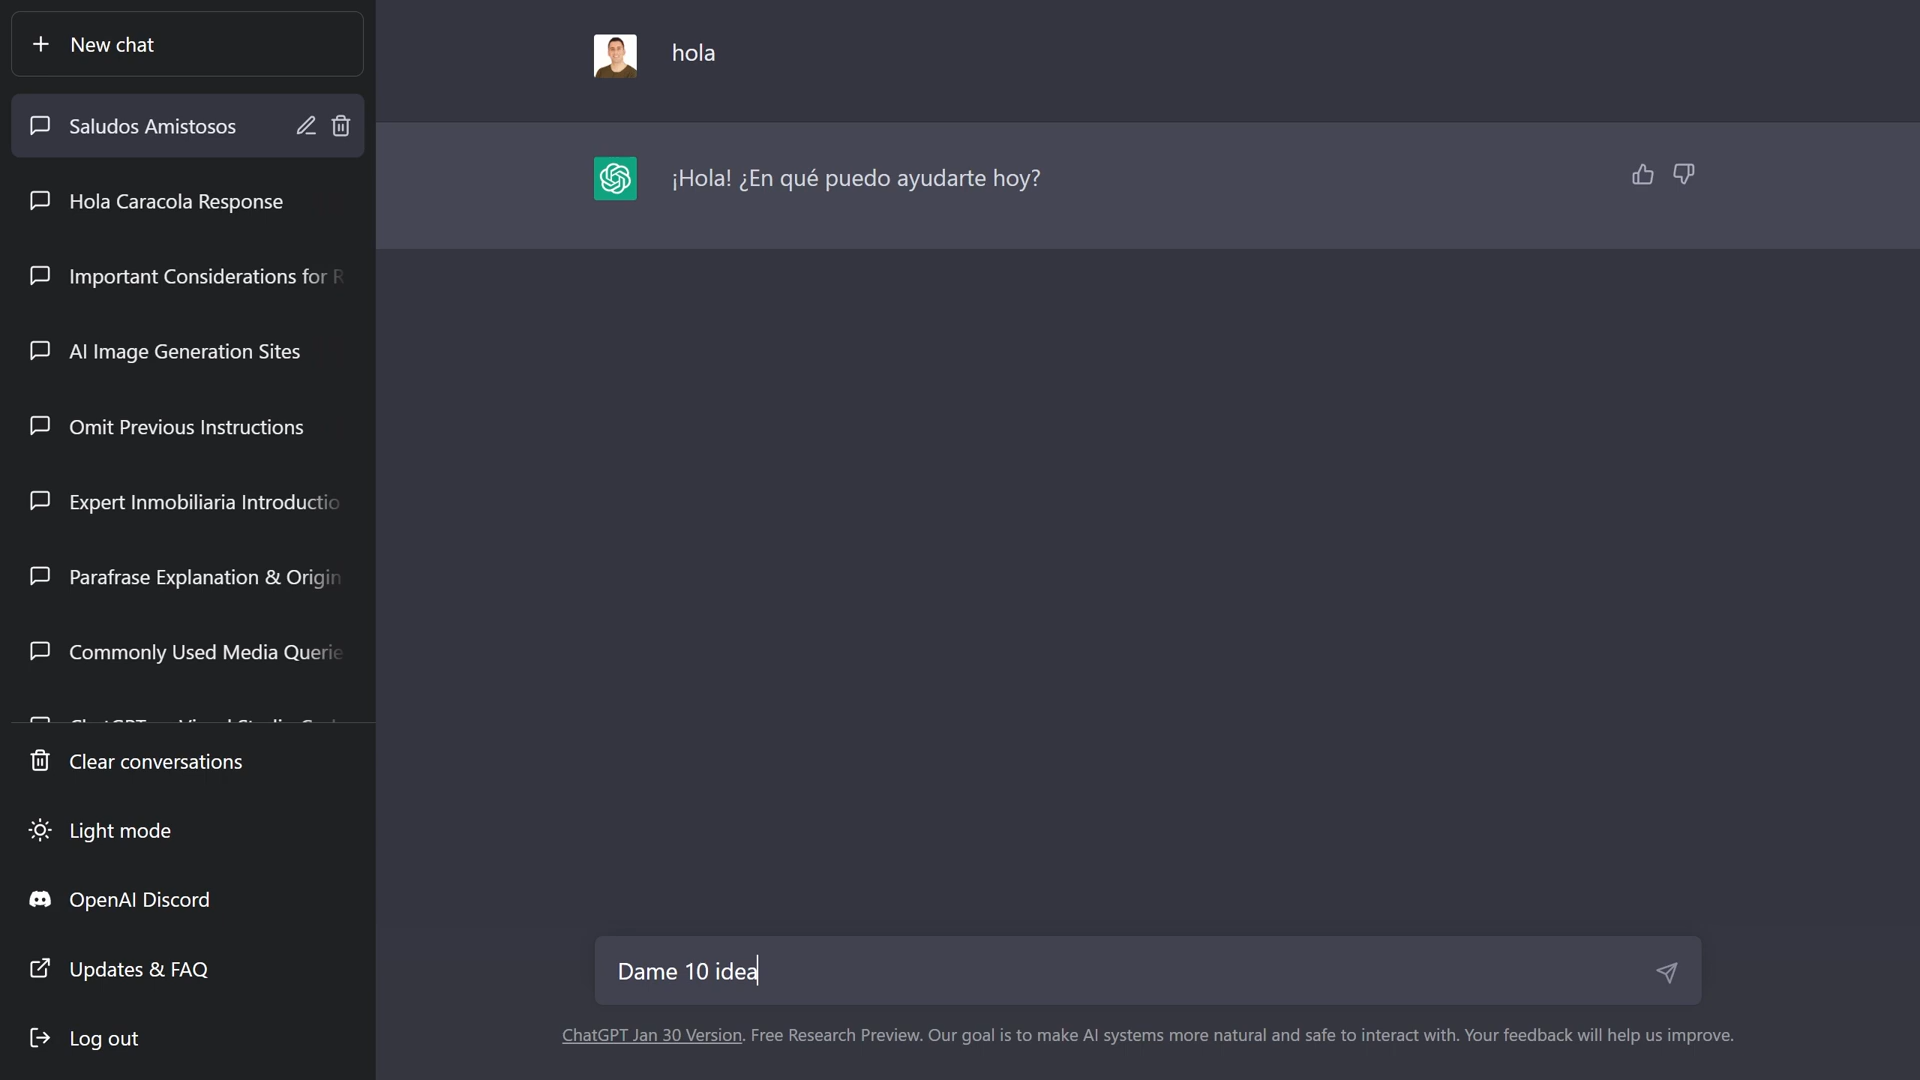 New chat
Saludos Amistosos
Hola Caracola Response
Important Considerations for R
AI Image Generation Sites
Omit Previous Instructions
Expert Inmobiliaria Introductio
Parafrase Explanation & Origin
Commonly Used Media Querie
Clear conversations
Light mode
OpenAI Discord
Updates & FAQ
Log out
hola
¡Hola! ¿En qué puedo ayudarte hoy?
Dame 10 idea
ChatGPT Jan 30 Version. Free Research Preview. Our goal is to make AI systems more natural and safe to interact with. Your feedback will help us improve.